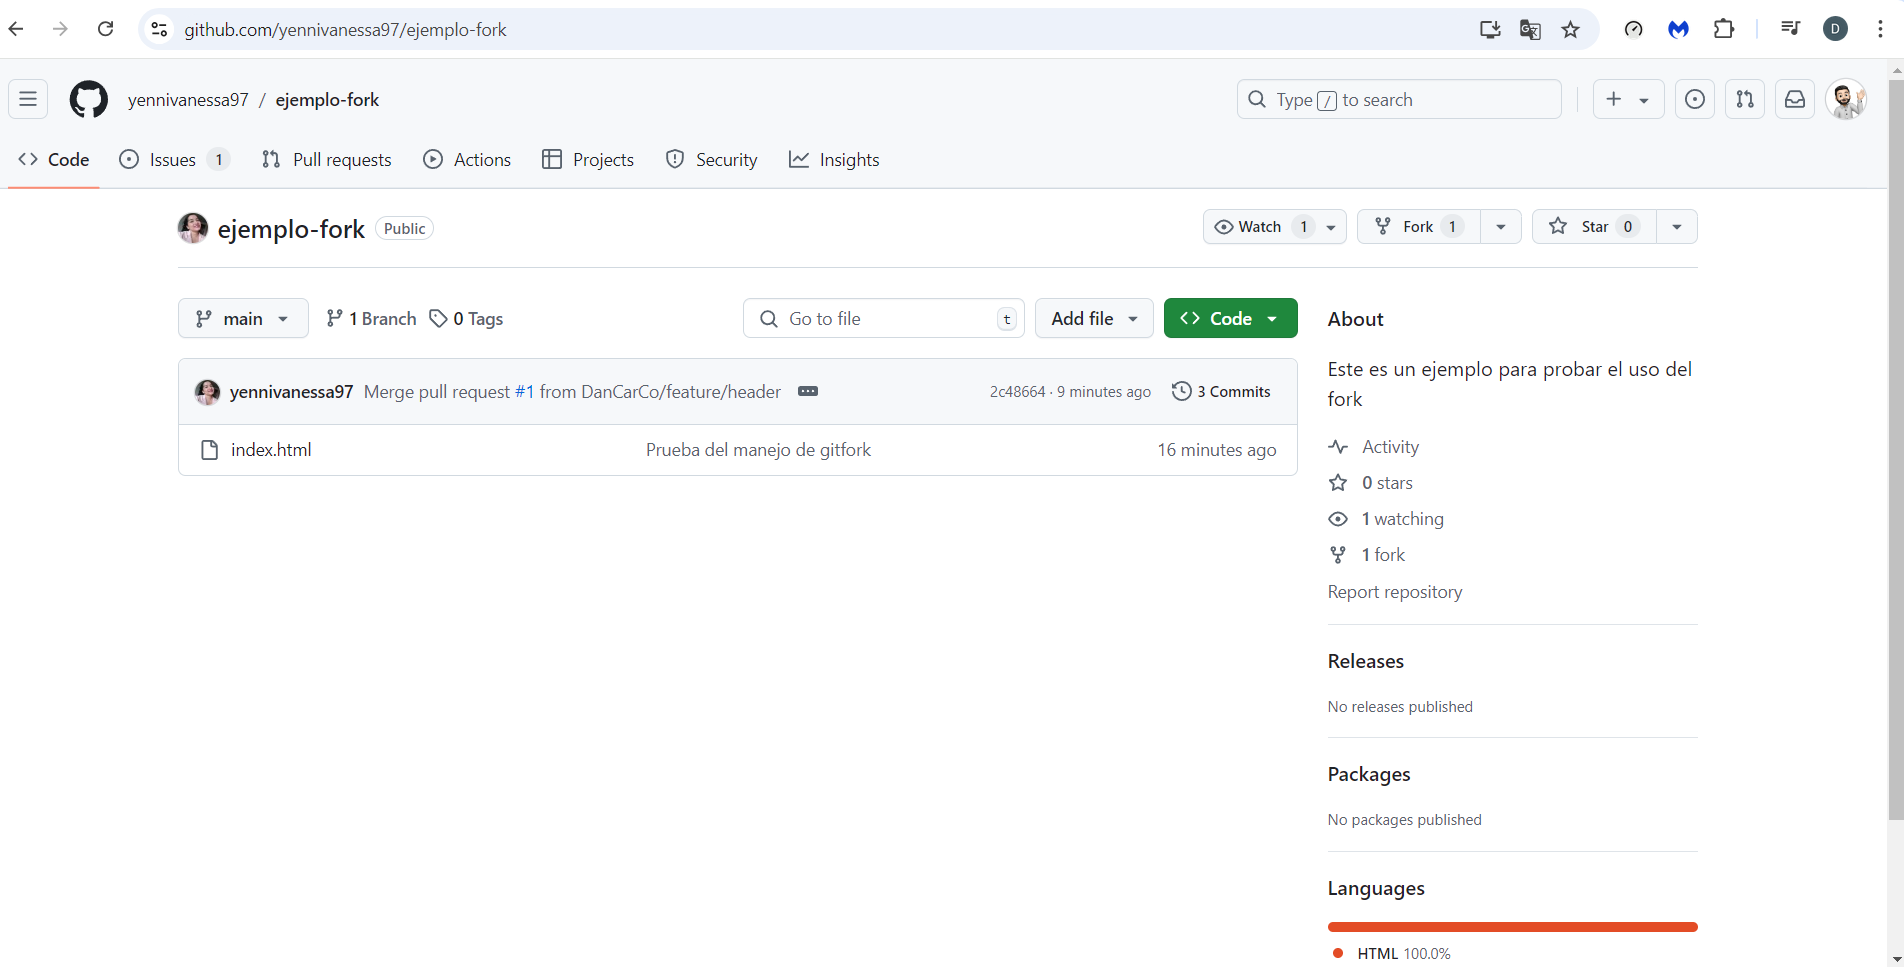 github.com/yennivanessa97/ejemplo-fork
D
yennivanessa97 / ejemplo-fork
Type / to search
Code Issues 1 Pull requests Actions Projects Security Insights
ejemplo-fork Public
Watch 1 Fork 1 Star 0
main 1 Branch 0 Tags
Go to file t Add file Code
yennivanessa97 Merge pull request #1 from DanCarCo/feature/header 2c48664 · 9 minutes ago 3 Commits
index.html Prueba del manejo de gitfork 16 minutes ago
About
Este es un ejemplo para probar el uso del
fork
Activity
0 stars
1 watching
1 fork
Report repository
Releases
No releases published
Packages
No packages published
Languages
HTML 100.0%